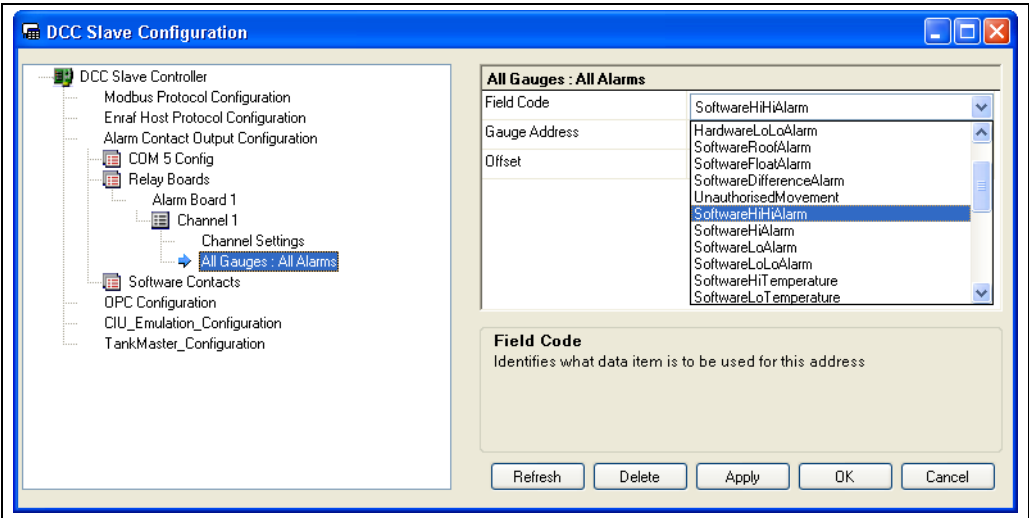 DCC Slave Configuration
DCC Slave Controller
Modbus Protocol Configuration
Enraf Host Protocol Configuration
Alarm Contact Output Configuration
COM 5 Config
Relay Boards
Alarm Board 1
Channel 1
Channel Settings
All Gauges : All Alarms
Software Contacts
OPC Configuration
CIU_Emulation_Configuration
TankMaster_Configuration
All Gauges : All Alarms
Field Code SoftwareHiHiAlarm
Gauge Address
Offset
HardwareLoLoAlarm
SoftwareRoofAlarm
SoftwareFloatAlarm
SoftwareDifferenceAlarm
UnauthorisedMovement
SoftwareHiHiAlarm
SoftwareHiAlarm
SoftwareLoAlarm
SoftwareLoLoAlarm
SoftwareHiTemperature
SoftwareLoTemperature
Field Code
Identifies what data item is to be used for this address
Refresh Delete Apply OK Cancel